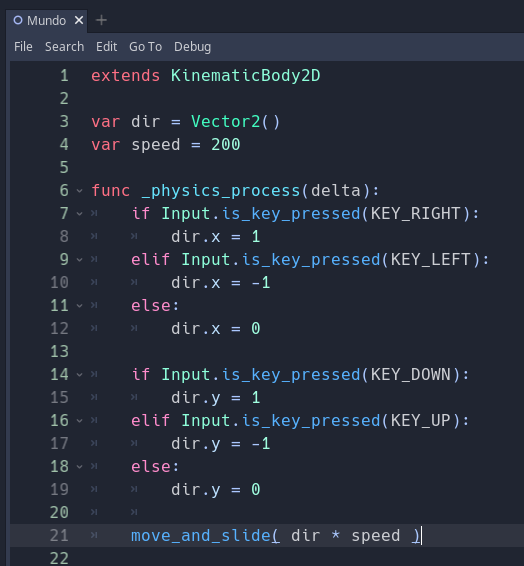 Mundo
File Search Edit Go To Debug
1 extends KinematicBody2D
2
3 var dir = Vector2()
4 var speed = 200
5
6 func _physics_process(delta):
7 if Input.is_key_pressed(KEY_RIGHT):
8 dir.x = 1
9 elif Input.is_key_pressed(KEY_LEFT):
10 dir.x = -1
11 else:
12 dir.x = 0
13
14 if Input.is_key_pressed(KEY_DOWN):
15 dir.y = 1
16 elif Input.is_key_pressed(KEY_UP):
17 dir.y = -1
18 else:
19 dir.y = 0
20
21 move_and_slide( dir * speed )
22